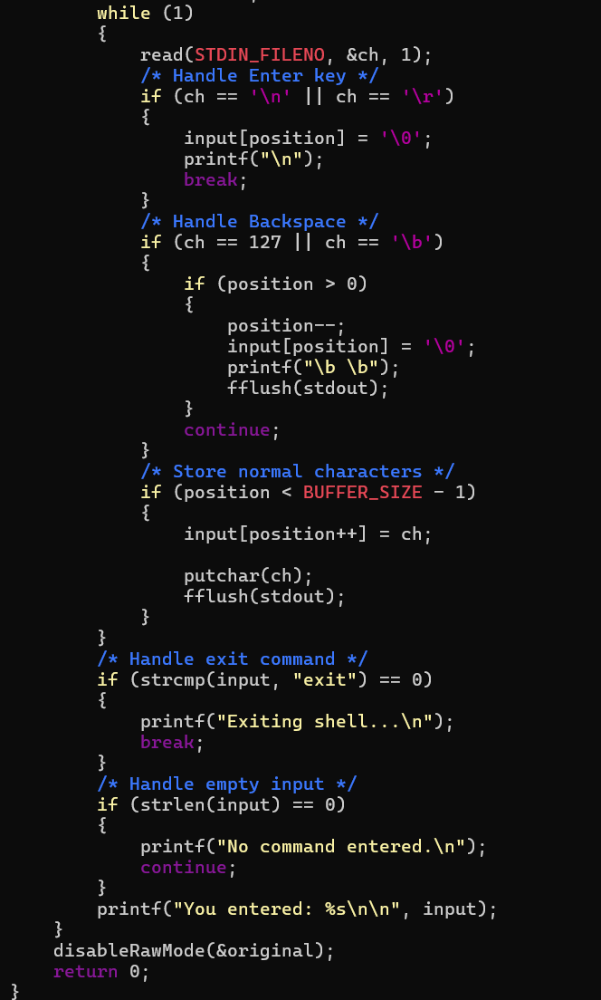 while (1)
        {
            read(STDIN_FILENO, &ch, 1);
            /* Handle Enter key */
            if (ch == '\n' || ch == '\r')
            {
                input[position] = '\0';
                printf("\n");
                break;
            }
            /* Handle Backspace */
            if (ch == 127 || ch == '\b')
            {
                if (position > 0)
                {
                    position--;
                    input[position] = '\0';
                    printf("\b \b");
                    fflush(stdout);
                }
                continue;
            }
            /* Store normal characters */
            if (position < BUFFER_SIZE - 1)
            {
                input[position++] = ch;

                putchar(ch);
                fflush(stdout);
            }
        }
        /* Handle exit command */
        if (strcmp(input, "exit") == 0)
        {
            printf("Exiting shell...\n");
            break;
        }
        /* Handle empty input */
        if (strlen(input) == 0)
        {
            printf("No command entered.\n");
            continue;
        }
        printf("You entered: %s\n\n", input);
    }
    disableRawMode(&original);
    return 0;
}